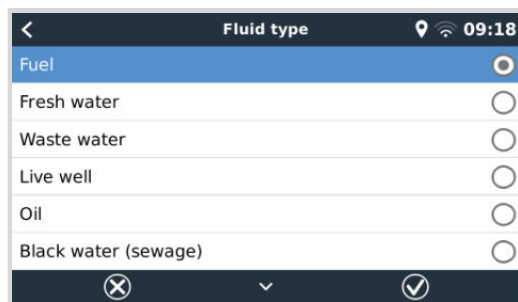 Fluid type 09:18
Fuel
Fresh water
Waste water
Live well
Oil
Black water (sewage)